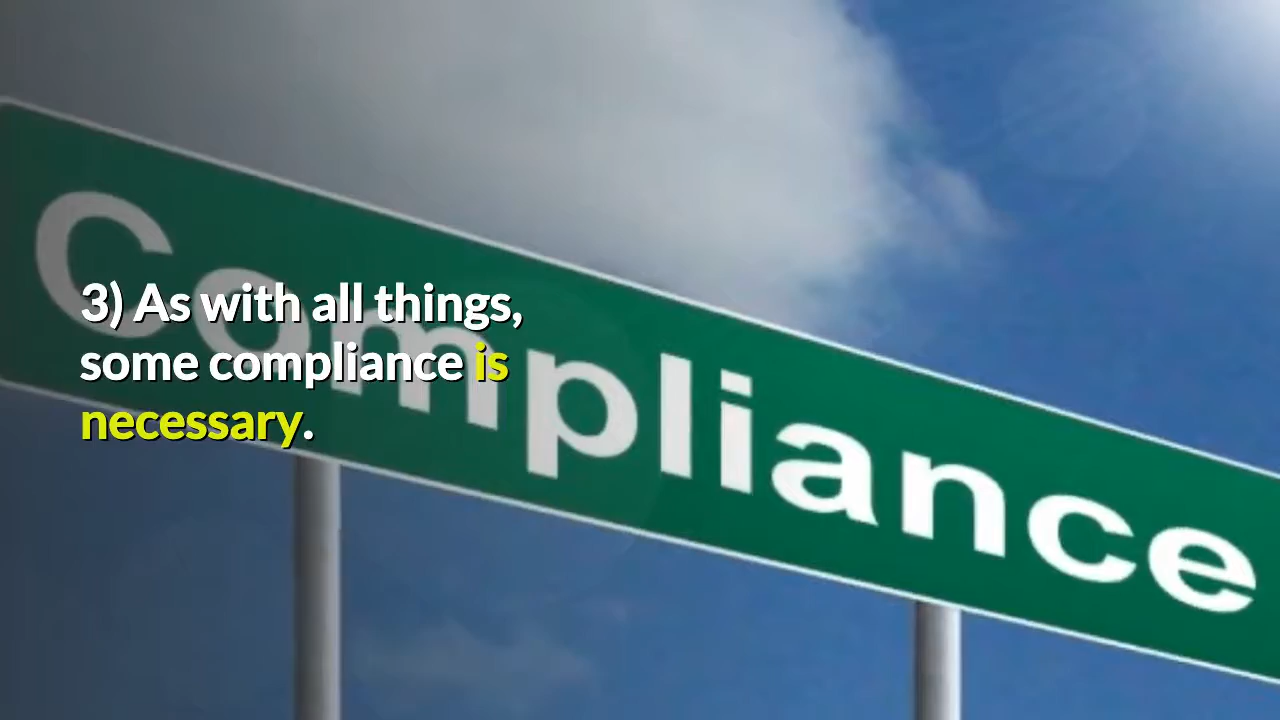 Compliance
3) As with all things,
some compliance is
necessary.